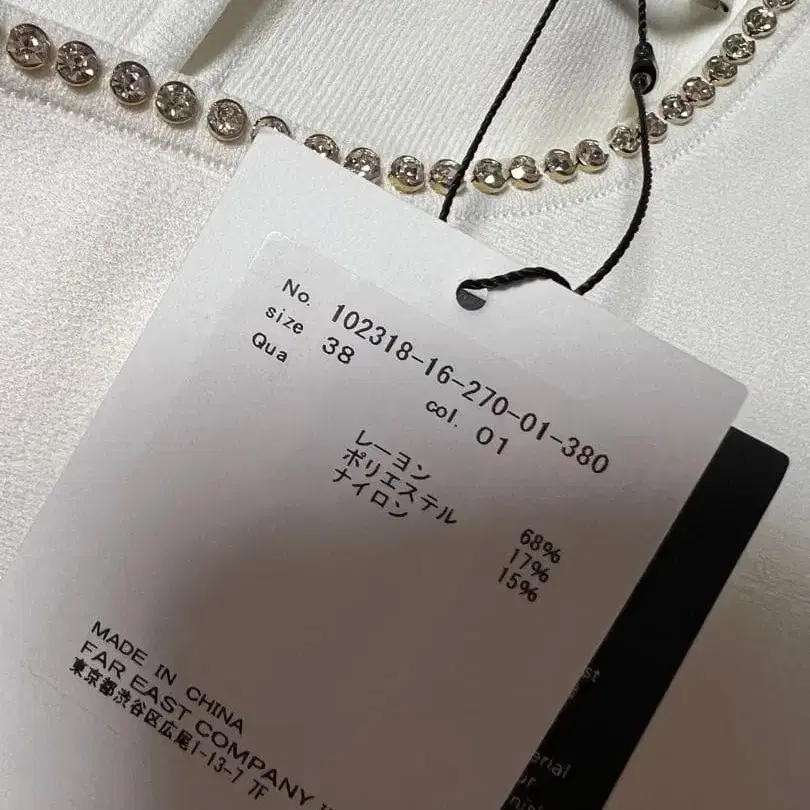 No. 102318-16-270-01-380
size 38 col. 01
Qua
レーヨン 68%
ポリエステル 17%
ナイロン 15%
MADE IN CHINA
FAR EAST COMPANY
東京都渋谷区広尾1-13-7 7F